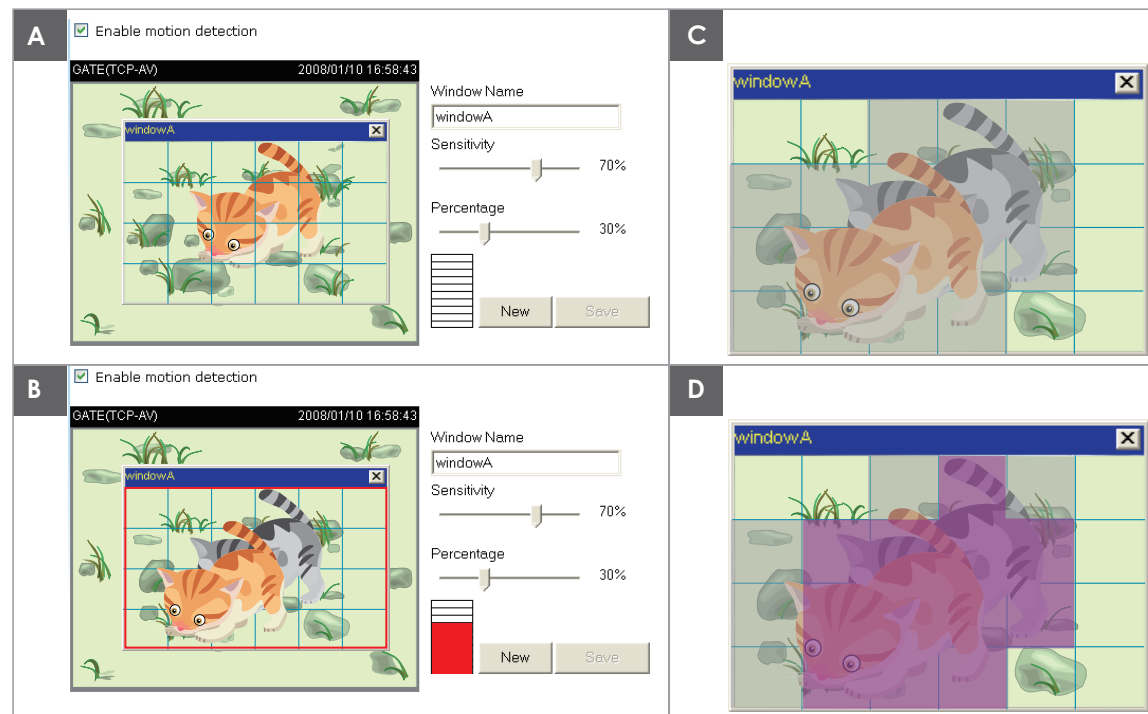 A
Enable motion detection
GATE(TCP-AV) 2008/01/10 16:58:43
windowA
Window Name
windowA
Sensitivity
70%
Percentage
30%
New Save
C
windowA
B
Enable motion detection
GATE(TCP-AV) 2008/01/10 16:58:43
windowA
Window Name
windowA
Sensitivity
70%
Percentage
30%
New Save
D
windowA